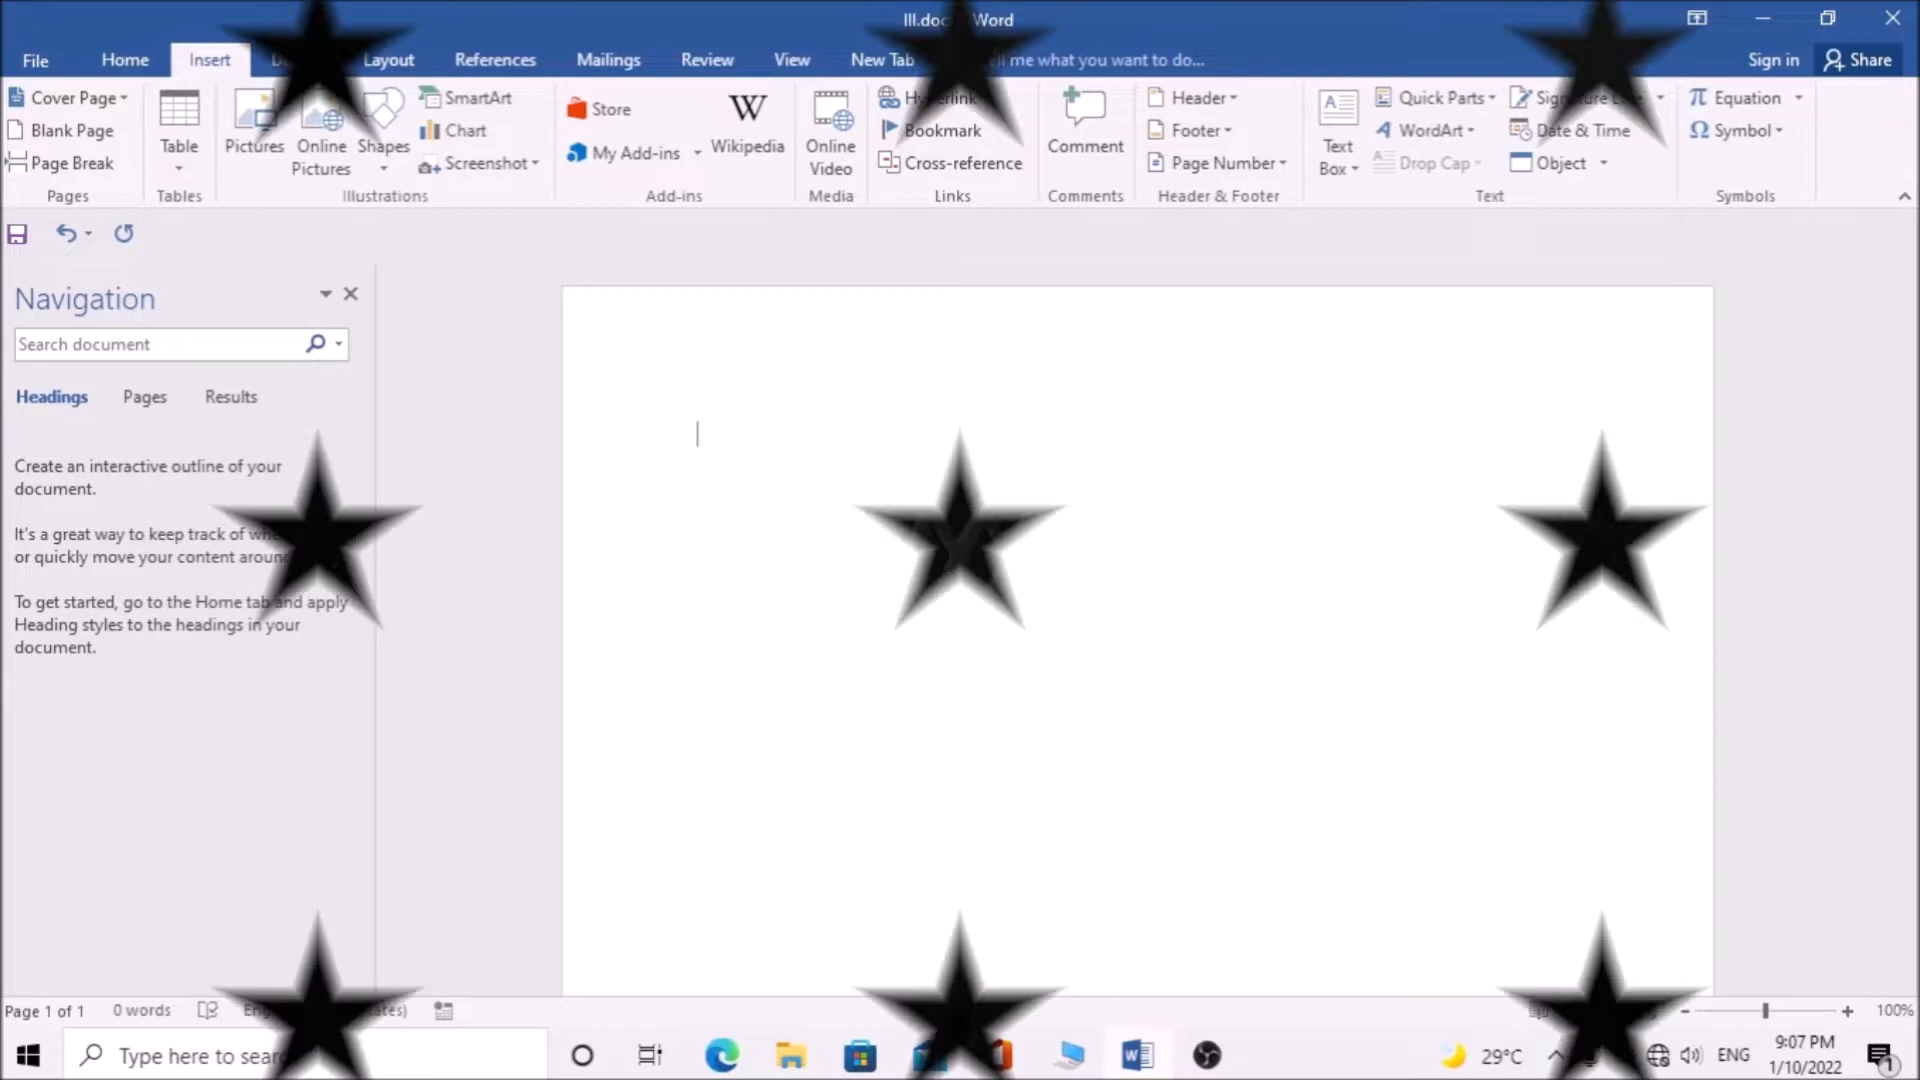 Ill.doc Word
File Home Insert Layout References Mailings Review View New Tab me what you want to do... Sign in Share
Cover Page
Blank Page
Page Break
Pages
Table
Tables
Pictures
Online Pictures
Shapes
SmartArt
Chart
Screenshot
Illustrations
Store
My Add-ins
Wikipedia
Add-ins
Online Video
Media
Hyperlink
Bookmark
Cross-reference
Links
Comment
Comments
Header
Footer
Page Number
Header & Footer
Text Box
Quick Parts
WordArt
Drop Cap
Signature Line
Date & Time
Object
Text
Equation
Symbol
Symbols
Navigation
Search document
Headings Pages Results
Create an interactive outline of your
document.
It's a great way to keep track of
or quickly move your content around
To get started, go to the Home tab and apply
Heading styles to the headings in your
document.
Page 1 of 1 0 words 100%
Type here to sear 29°C ENG 9:07 PM
1/10/2022 1